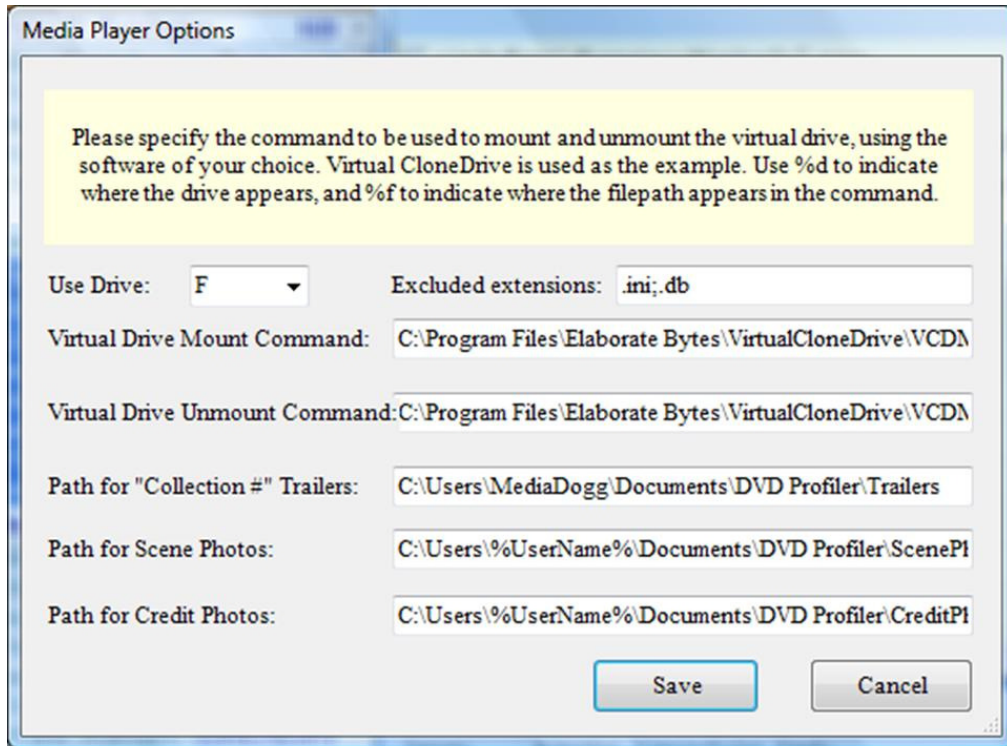 Media Player Options
Please specify the command to be used to mount and unmount the virtual drive, using the
software of your choice. Virtual CloneDrive is used as the example. Use %d to indicate
where the drive appears, and %f to indicate where the filepath appears in the command.
Use Drive: F Excluded extensions: .ini;.db
Virtual Drive Mount Command: C:\Program Files\Elaborate Bytes\VirtualCloneDrive\VCDM
Virtual Drive Unmount Command: C:\Program Files\Elaborate Bytes\VirtualCloneDrive\VCDM
Path for "Collection #" Trailers: C:\Users\MediaDogg\Documents\DVD Profiler\Trailers
Path for Scene Photos: C:\Users\%UserName%\Documents\DVD Profiler\ScenePh
Path for Credit Photos: C:\Users\%UserName%\Documents\DVD Profiler\CreditPh
Save Cancel